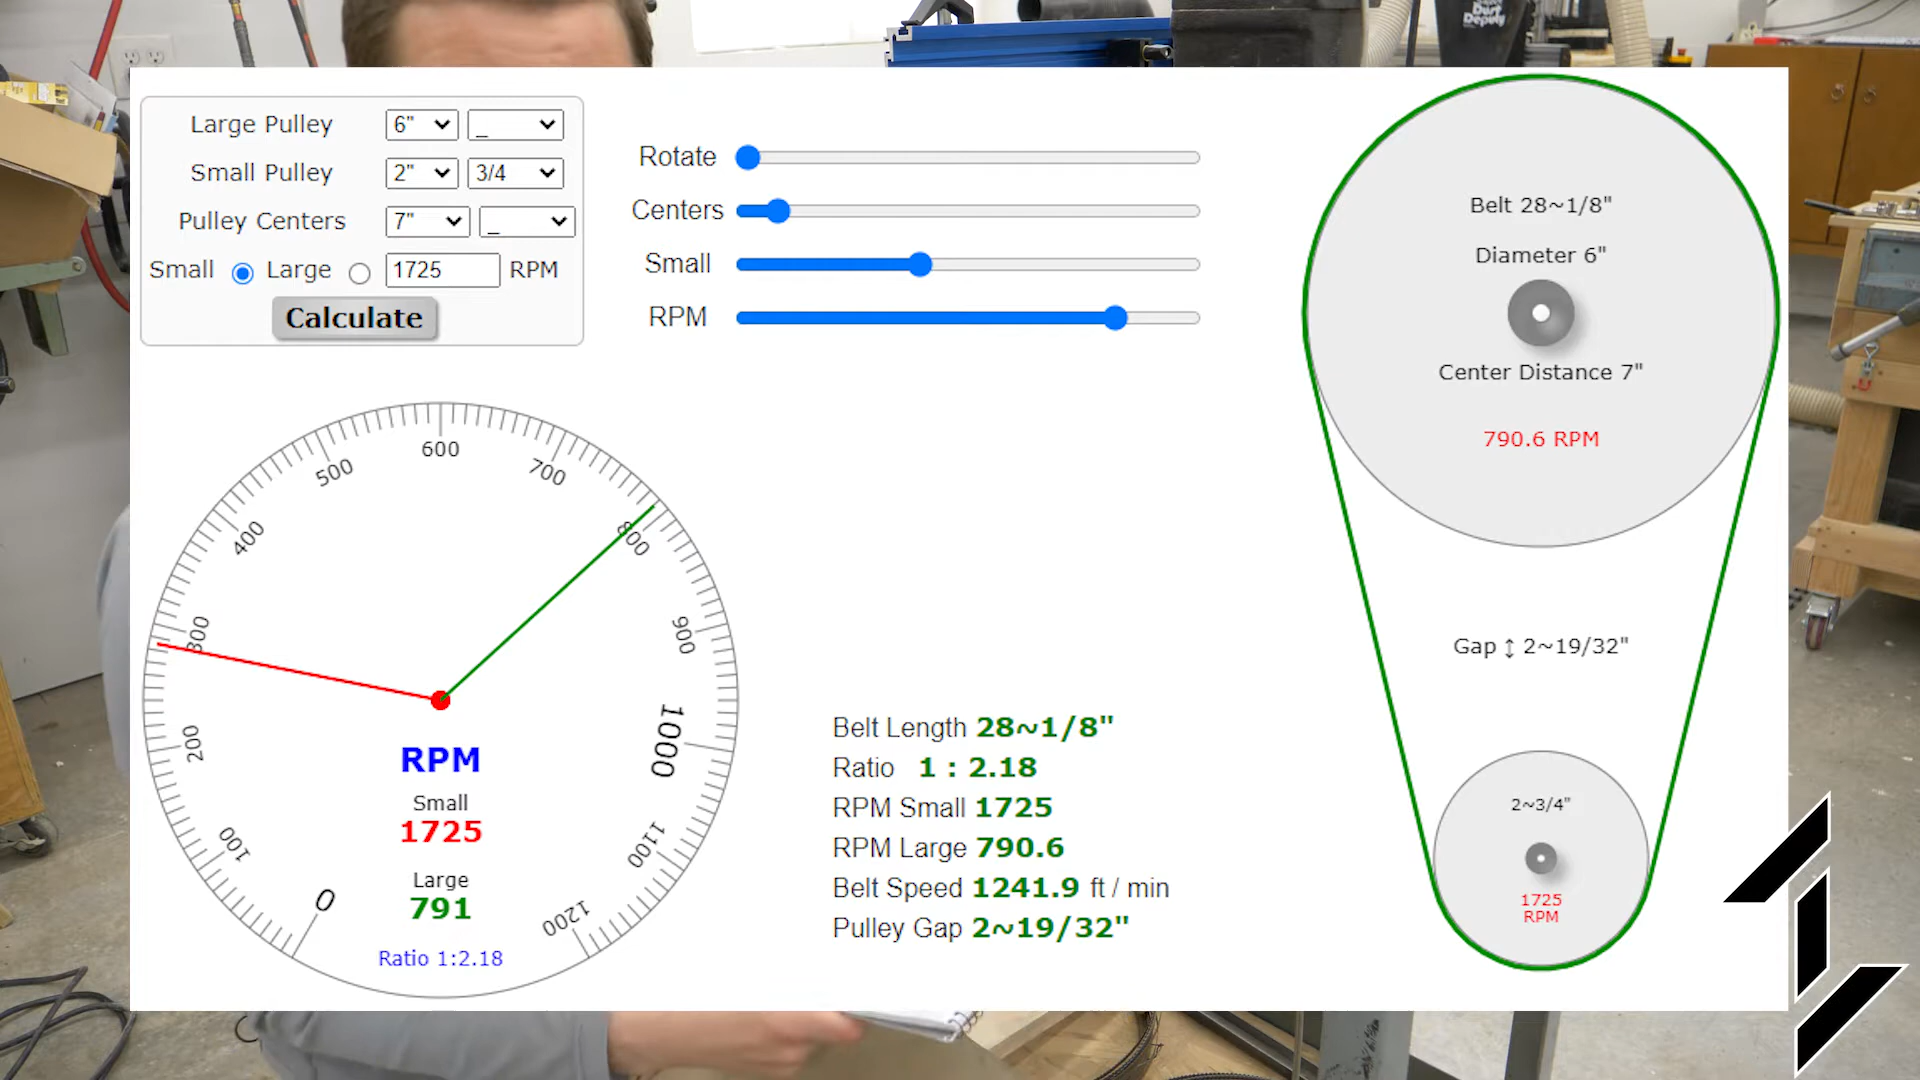 Dust
Deputy
Large Pulley 6" _
Small Pulley 2" 3/4
Pulley Centers 7" _
Small Large 1725 RPM
Calculate
Rotate
Centers
Small
RPM
0
100
200
300
400
500
600
700
800
900
1000
1100
1200
RPM
Small
1725
Large
791
Ratio 1:2.18
Belt Length 28~1/8"
Ratio 1 : 2.18
RPM Small 1725
RPM Large 790.6
Belt Speed 1241.9 ft / min
Pulley Gap 2~19/32"
Belt 28~1/8"
Diameter 6"
Center Distance 7"
790.6 RPM
Gap ↕ 2~19/32"
2~3/4"
1725
RPM